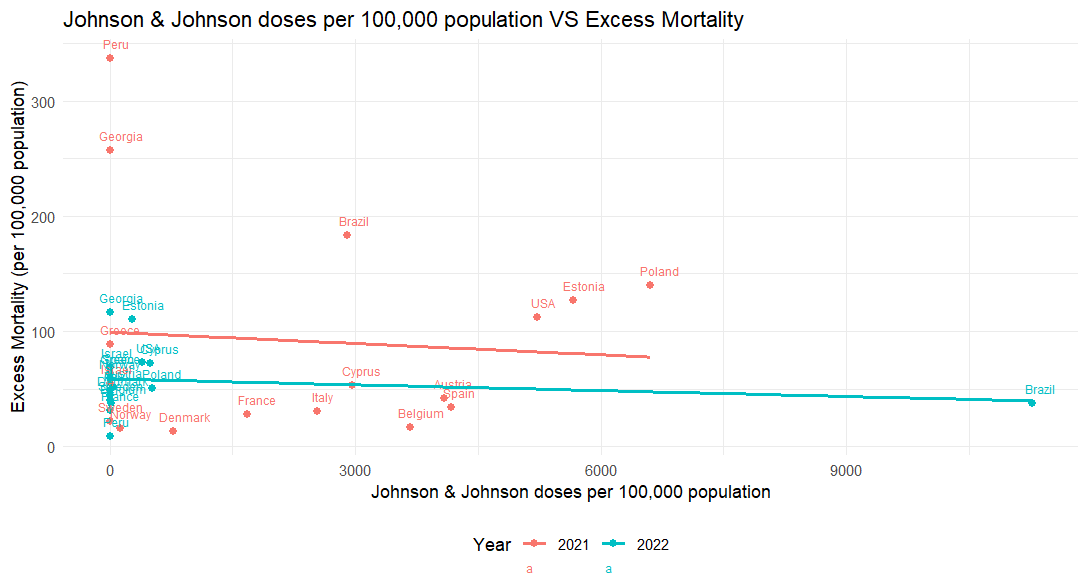 Johnson & Johnson doses per 100,000 population VS Excess Mortality
Peru
300
Georgia
200
Brazil
Poland
Estonia
USA
Georgia
Estonia
100
Greece
USA
Cyprus
Israel
Norway
Cyprus
Poland
Austria
Brazil
Denmark
Italy
Spain
France
France
Sweden
Belgium
Norway
Denmark
Peru
0
0
3000
6000
9000
Excess Mortality (per 100,000 population)
Johnson & Johnson doses per 100,000 population
Year
2021
2022
a
a